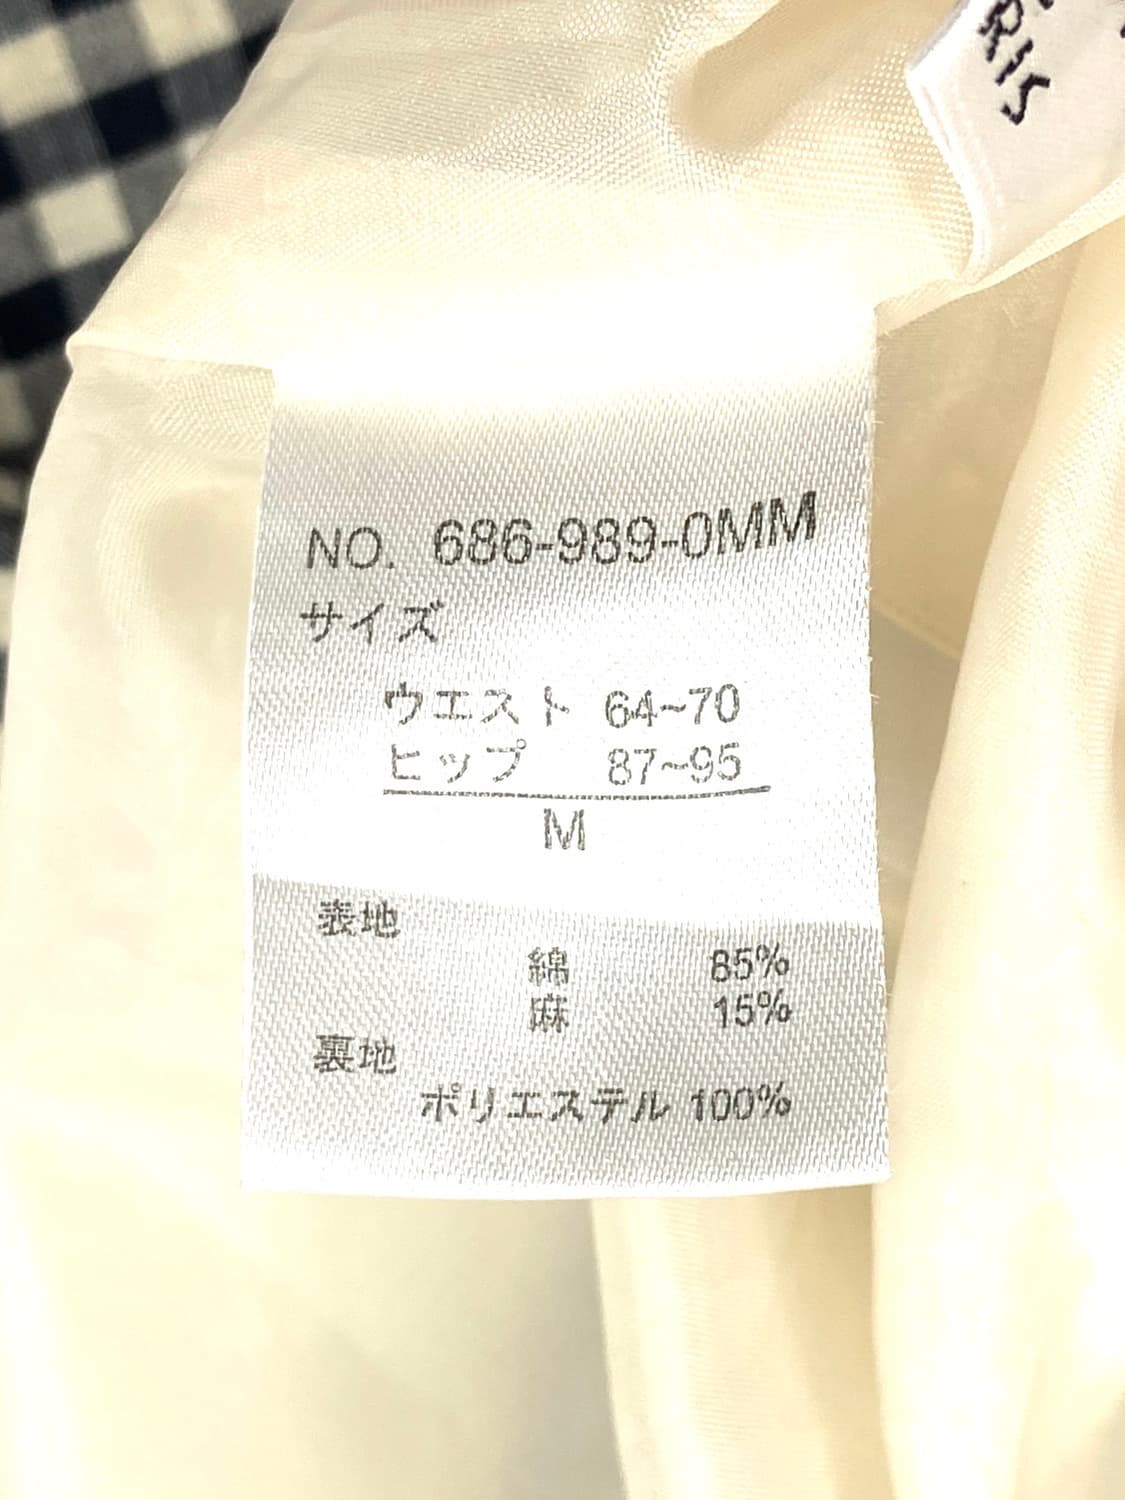 RIS
NO. 686-989-0MM
サイズ
ウエスト 64~70
ヒップ 87~95
M
表地
綿 85%
麻 15%
裏地
ポリエステル 100%